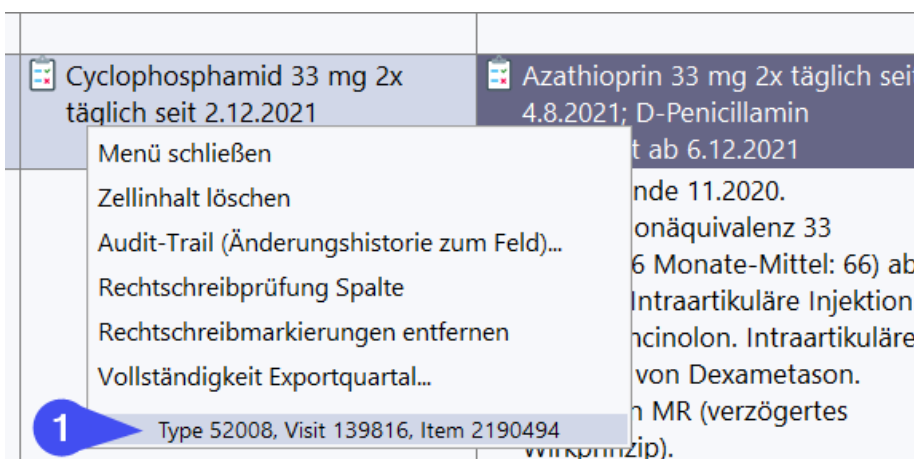 Cyclophosphamid 33 mg 2x
täglich seit 2.12.2021
Azathioprin 33 mg 2x täglich seit
4.8.2021; D-Penicillamin
t ab 6.12.2021
Menü schließen
Zellinhalt löschen
Audit-Trail (Änderungshistorie zum Feld)...
Rechtschreibprüfung Spalte
Rechtschreibmarkierungen entfernen
Vollständigkeit Exportquartal...
1 Type 52008, Visit 139816, Item 2190494
nde 11.2020.
onäquivalenz 33
6 Monate-Mittel: 66) ab
Intraartikuläre Injektion
ncinolon. Intraartikuläre
von Dexametason.
n MR (verzögertes
Wirkprinzip).